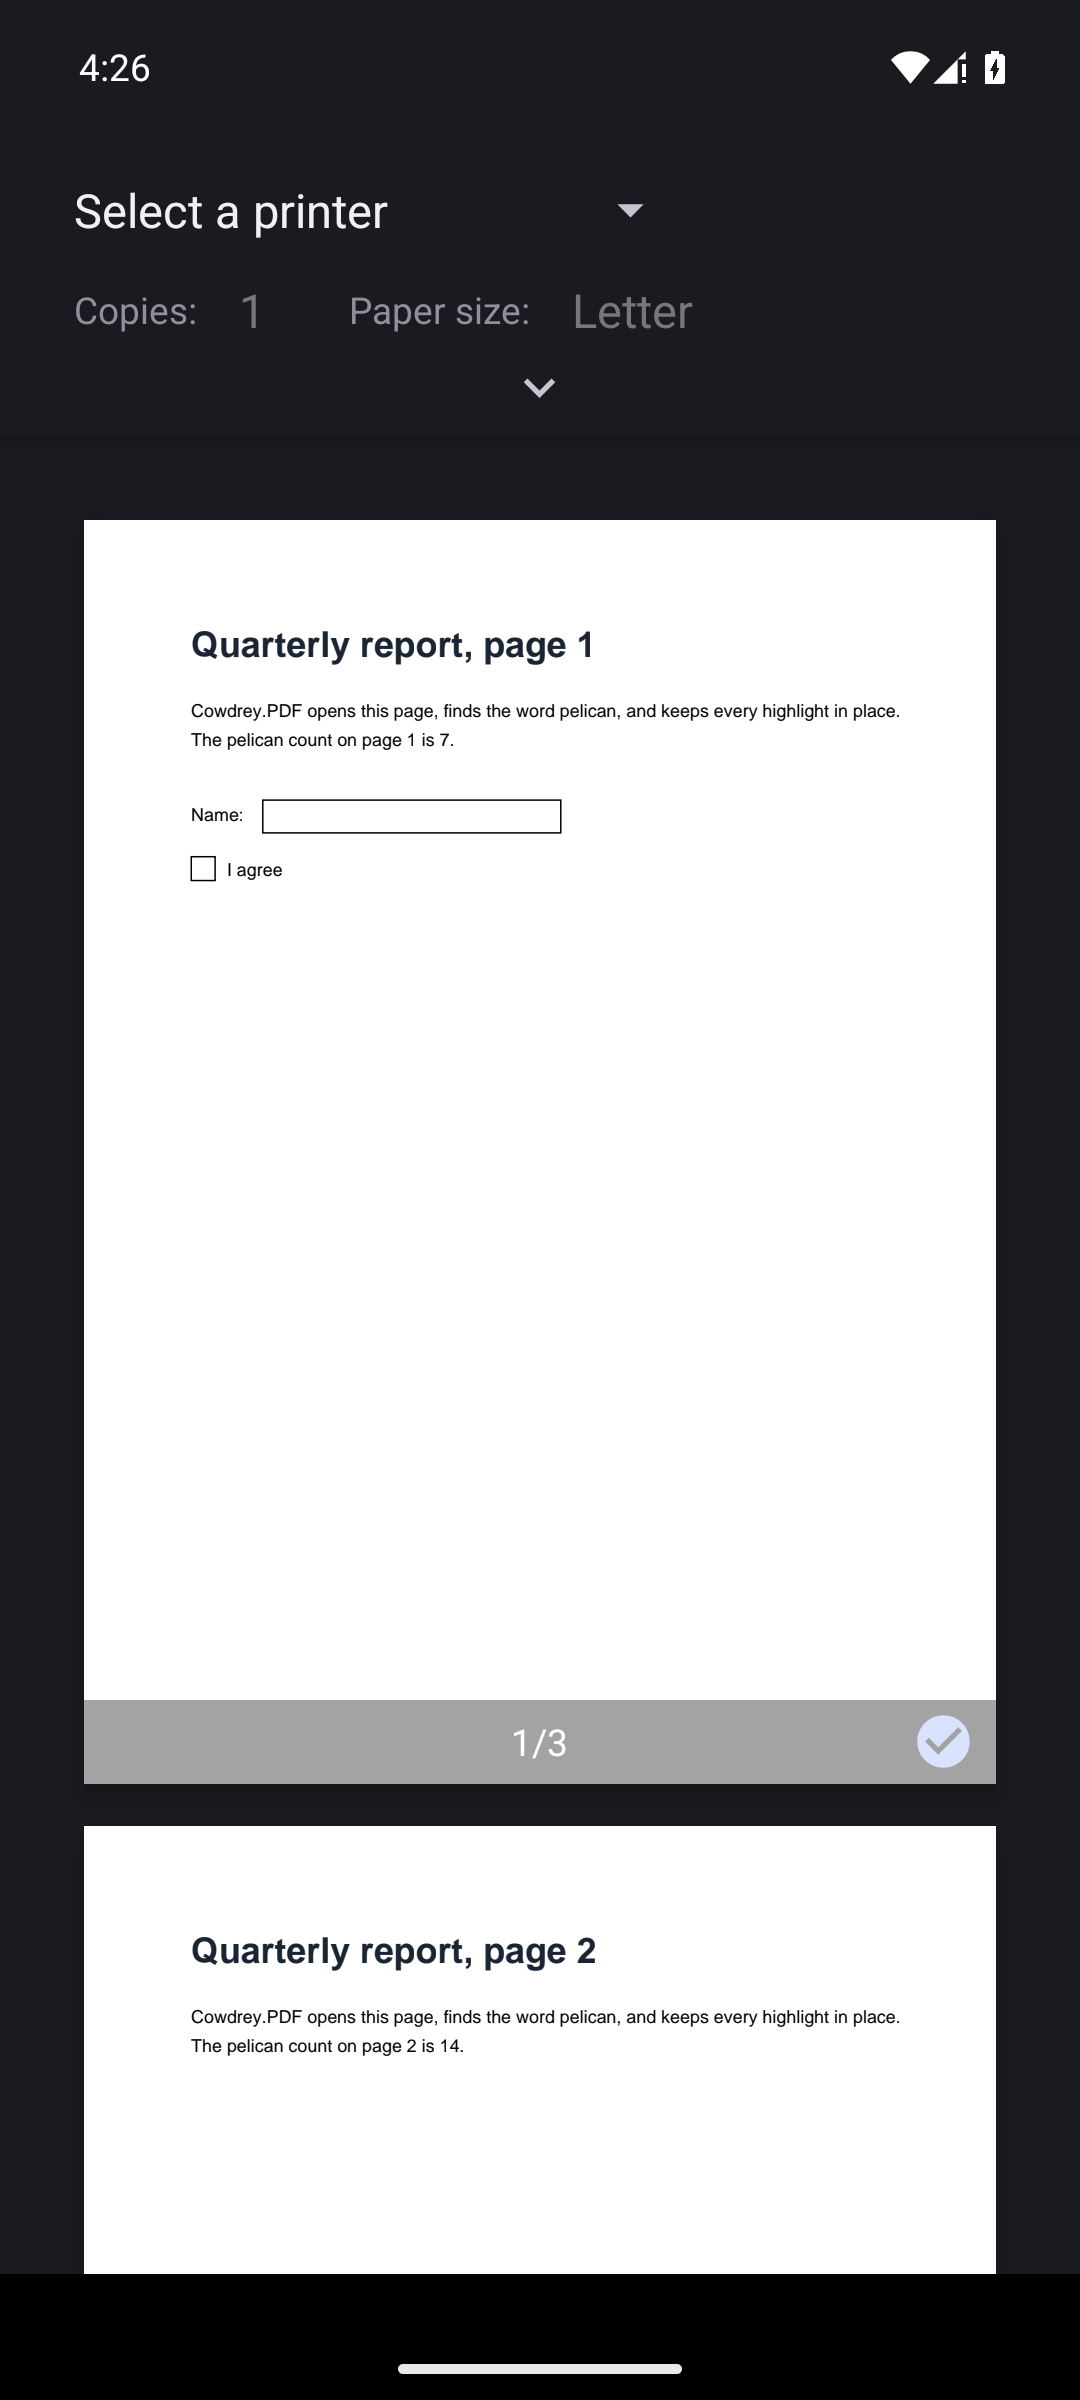 4:26
Select a printer
Copies: 1 Paper size: Letter
Quarterly report, page 1
Cowdrey.PDF opens this page, finds the word pelican, and keeps every highlight in place.
The pelican count on page 1 is 7.
Name:
I agree
1/3
Quarterly report, page 2
Cowdrey.PDF opens this page, finds the word pelican, and keeps every highlight in place.
The pelican count on page 2 is 14.